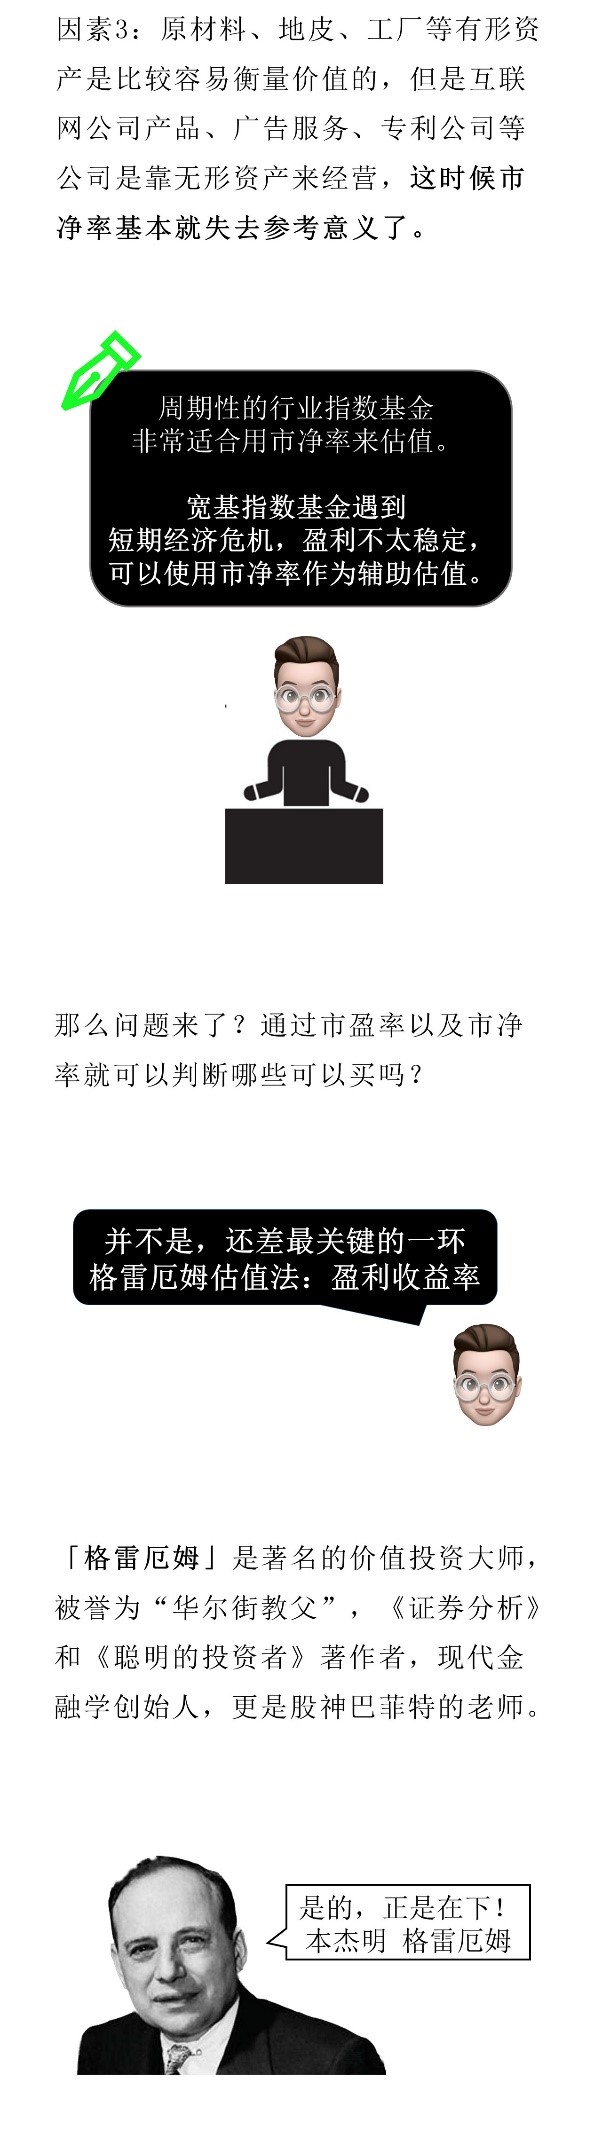 因素3：原材料、地皮、工厂等有形资
产是比较容易衡量价值的，但是互联
网公司产品、广告服务、专利公司等
公司是靠无形资产来经营，这时候市
净率基本就失去参考意义了。
周期性的行业指数基金
非常适合用市净率来估值。
宽基指数基金遇到
短期经济危机，盈利不太稳定，
可以使用市净率作为辅助估值。
那么问题来了？通过市盈率以及市净
率就可以判断哪些可以买吗？
并不是，还差最关键的一环
格雷厄姆估值法：盈利收益率
「格雷厄姆」是著名的价值投资大师，
被誉为“华尔街教父”，《证券分析》
和《聪明的投资者》著作者，现代金
融学创始人，更是股神巴菲特的老师。
是的，正是在下！
本杰明 格雷厄姆